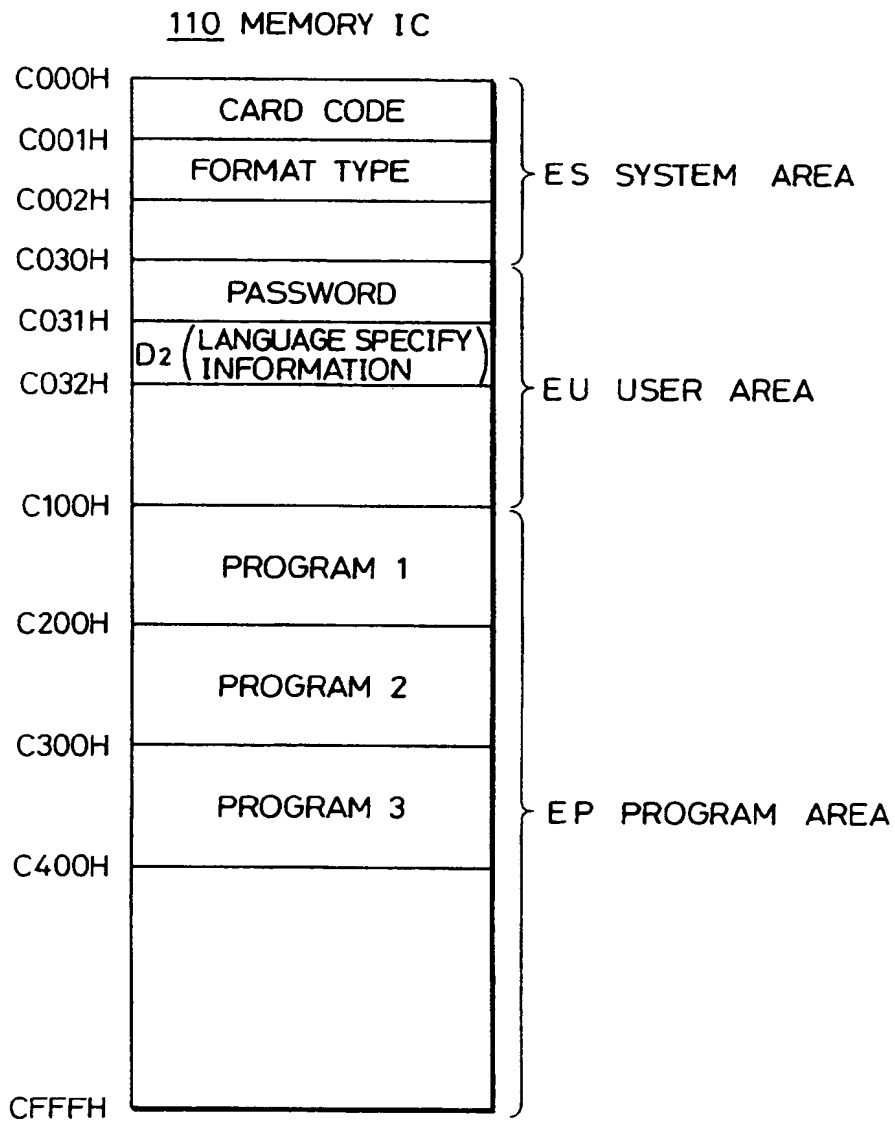 110 MEMORY IC
C000H
CARD CODE
C001H
FORMAT TYPE
ES SYSTEM AREA
C002H
C030H
PASSWORD
C031H
D2 (LANGUAGE SPECIFY
INFORMATION)
C032H
EU USER AREA
C100H
PROGRAM 1
C200H
PROGRAM 2
C300H
PROGRAM 3
EP PROGRAM AREA
C400H
CFFFH